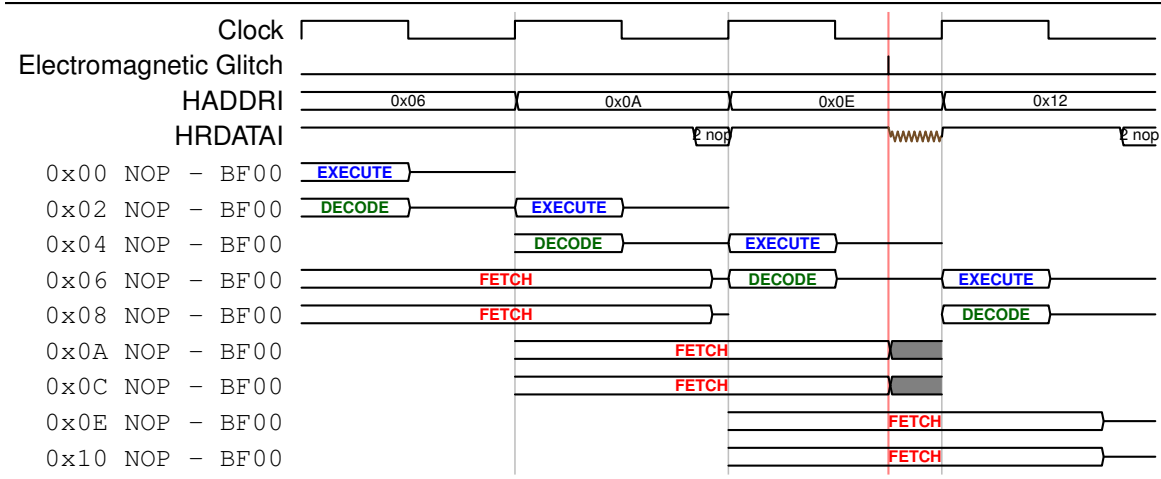 Clock
Electromagnetic Glitch
HADDRI 0x06 0x0A 0x0E 0x12
HRDATAI 2 nop 2 nop
0x00 NOP - BF00 EXECUTE
0x02 NOP - BF00 DECODE EXECUTE
0x04 NOP - BF00 DECODE EXECUTE
0x06 NOP - BF00 FETCH DECODE EXECUTE
0x08 NOP - BF00 FETCH DECODE
0x0A NOP - BF00 FETCH
0x0C NOP - BF00 FETCH
0x0E NOP - BF00 FETCH
0x10 NOP - BF00 FETCH